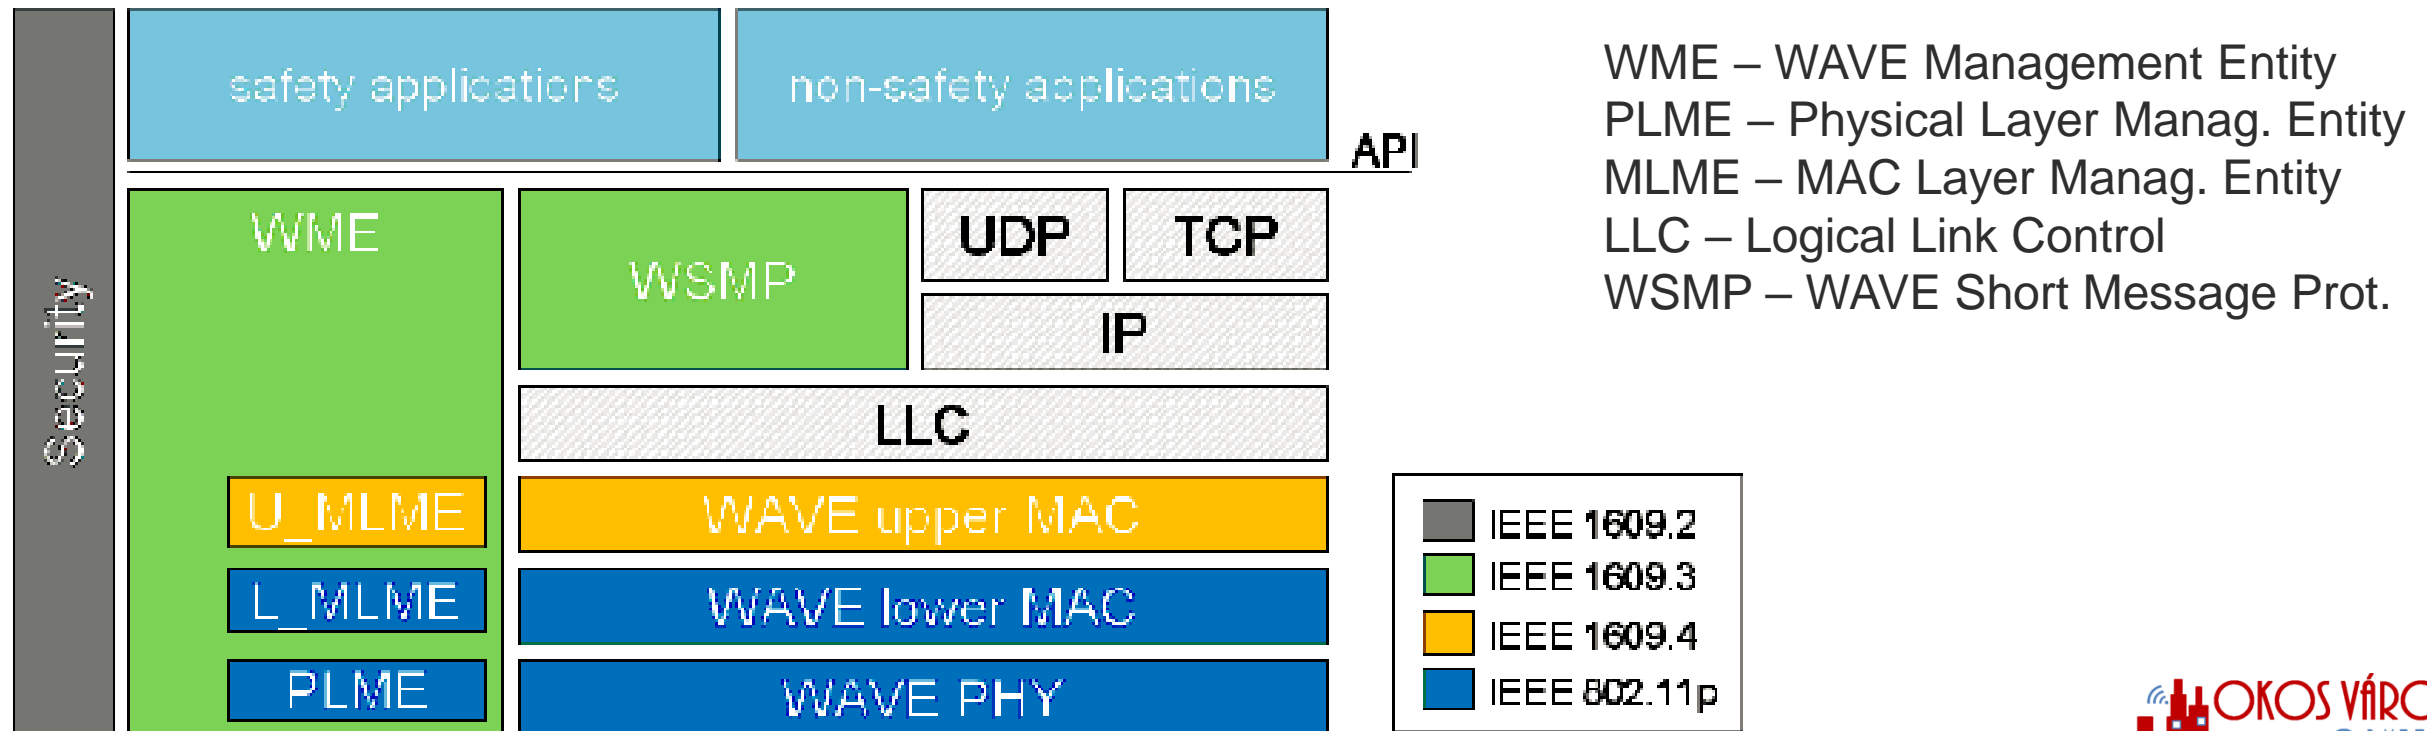 safety applications
non-safety applications
API
Security
WME
WSMP
UDP
TCP
IP
LLC
U_MLME
WAVE upper MAC
L_MLME
WAVE lower MAC
PLME
WAVE PHY
WME – WAVE Management Entity
PLME – Physical Layer Manag. Entity
MLME – MAC Layer Manag. Entity
LLC – Logical Link Control
WSMP – WAVE Short Message Prot.
IEEE 1609.2
IEEE 1609.3
IEEE 1609.4
IEEE 802.11p
OKOS